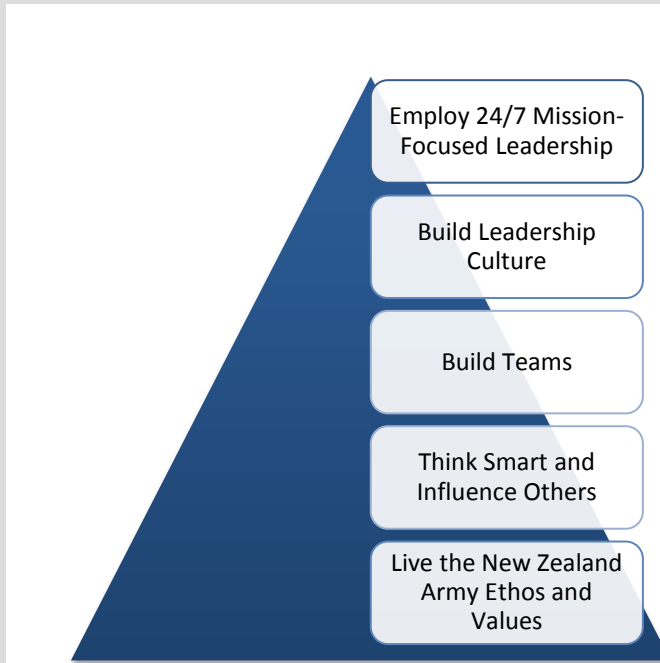 Employ 24/7 Mission-
Focused Leadership
Build Leadership
Culture
Build Teams
Think Smart and
Influence Others
Live the New Zealand
Army Ethos and
Values